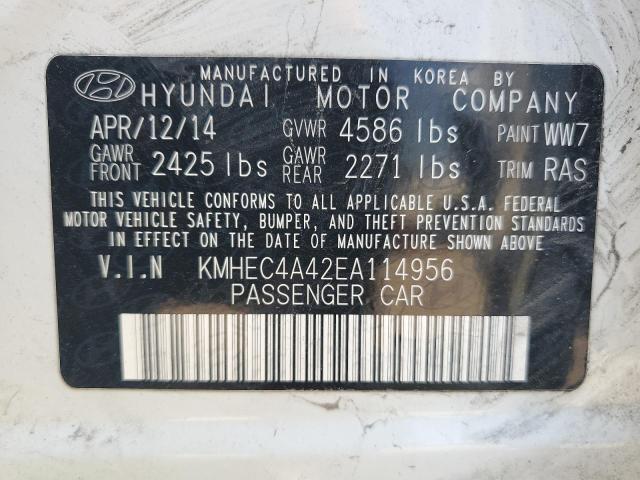 MANUFACTURED IN KOREA BY
HYUNDAI MOTOR COMPANY
APR/12/14 GVWR 4586 lbs PAINT WW7
GAWR FRONT 2425 lbs GAWR REAR 2271 lbs TRIM RAS
THIS VEHICLE CONFORMS TO ALL APPLICABLE U.S.A. FEDERAL
MOTOR VEHICLE SAFETY, BUMPER, AND THEFT PREVENTION STANDARDS
IN EFFECT ON THE DATE OF MANUFACTURE SHOWN ABOVE
V.I.N KMHEC4A42EA114956
PASSENGER CAR